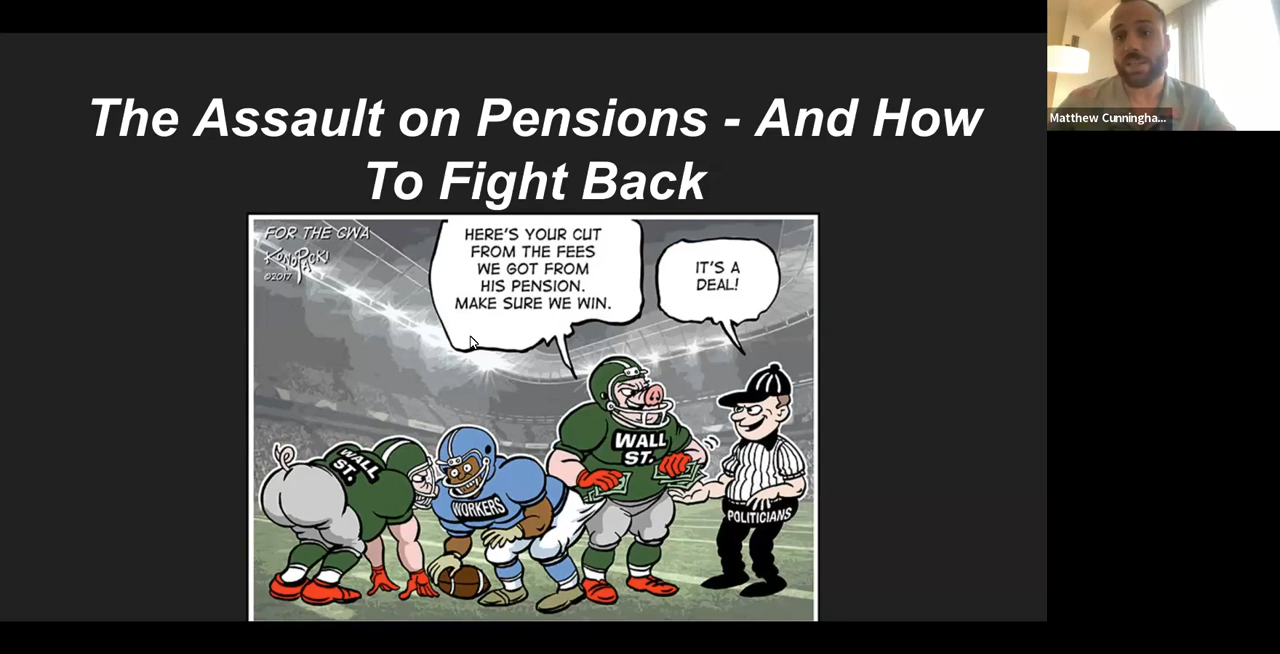 The Assault on Pensions - And How
To Fight Back
FOR THE CWA
KONOPACKI
©2017
HERE'S YOUR CUT
FROM THE FEES
WE GOT FROM
HIS PENSION.
MAKE SURE WE WIN.
IT'S A
DEAL!
WALL
ST.
WORKERS
WALL
ST.
POLITICIANS
Matthew Cunningha...